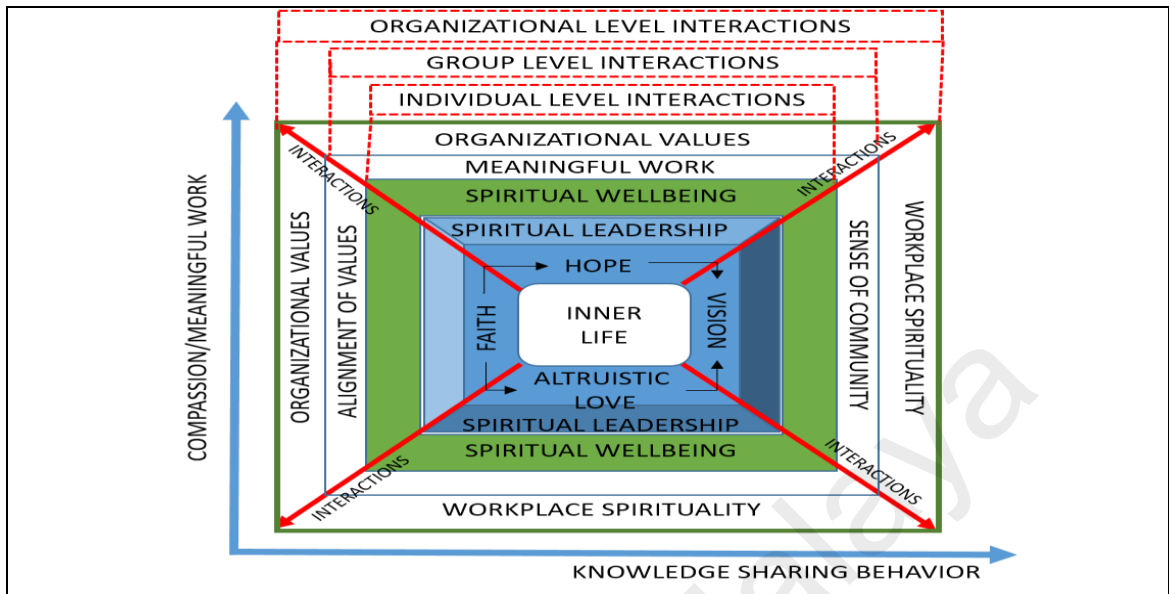 ORGANIZATIONAL LEVEL INTERACTIONS
GROUP LEVEL INTERACTIONS
INDIVIDUAL LEVEL INTERACTIONS
ORGANIZATIONAL VALUES
MEANINGFUL WORK
SPIRITUAL WELLBEING
SPIRITUAL LEADERSHIP
INTERACTIONS
INTERACTIONS
COMPASSION/MEANINGFUL WORK
ORGANIZATIONAL VALUES
ALIGNMENT OF VALUES
FAITH
HOPE
INNER
LIFE
VISION
SENSE OF COMMUNITY
WORKPLACE SPIRITUALITY
ALTRUISTIC
LOVE
SPIRITUAL LEADERSHIP
SPIRITUAL WELLBEING
INTERACTIONS
INTERACTIONS
WORKPLACE SPIRITUALITY
KNOWLEDGE SHARING BEHAVIOR